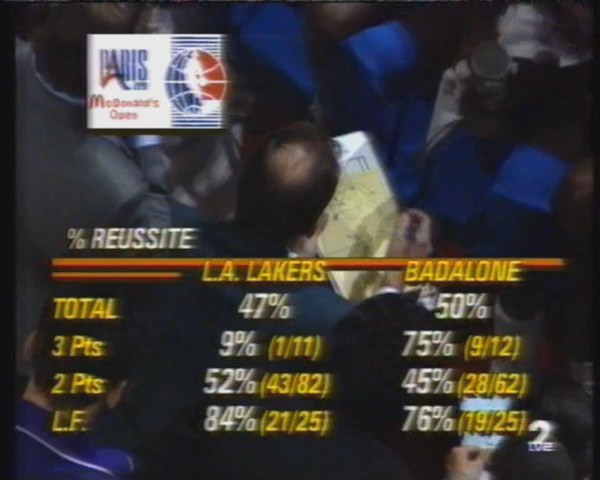 PARIS
McDonald's
Open
% REUSSITE
L.A. LAKERS BADALONE
TOTAL 47% 50%
3 Pts 9% (1/11) 75% (9/12)
2 Pts 52% (43/82) 45% (28/62)
L.F. 84% (21/25) 76% (19/25)
2
tve